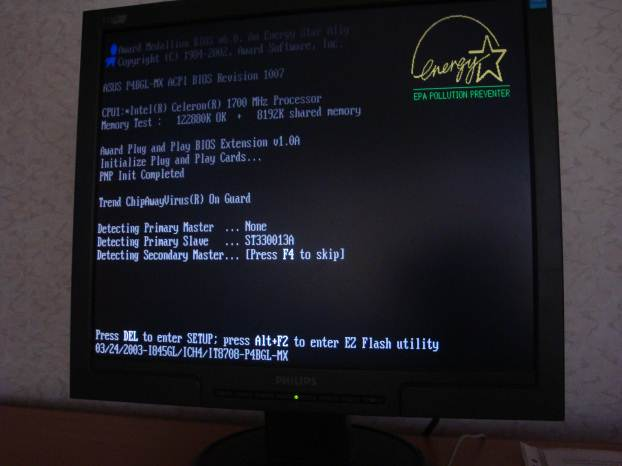 Award Medallion BIOS v6.0, An Energy Star Ally
Copyright (C) 1984-2002, Award Software, Inc.
energy
EPA POLLUTION PREVENTER
ASUS P4BGL-MX ACPI BIOS Revision 1007
CPU1:*Intel(R) Celeron(R) 1700 MHz Processor
Memory Test : 122880K OK + 8192K shared memory
Award Plug and Play BIOS Extension v1.0A
Initialize Plug and Play Cards...
PNP Init Completed
Trend ChipAwayVirus(R) On Guard
Detecting Primary Master ... None
Detecting Primary Slave ... ST330013A
Detecting Secondary Master... [Press F4 to skip]
Press DEL to enter SETUP; press Alt+F2 to enter EZ Flash utility
03/24/2003-I845GL/ICH4/IT8708-P4BGL-MX
PHILIPS